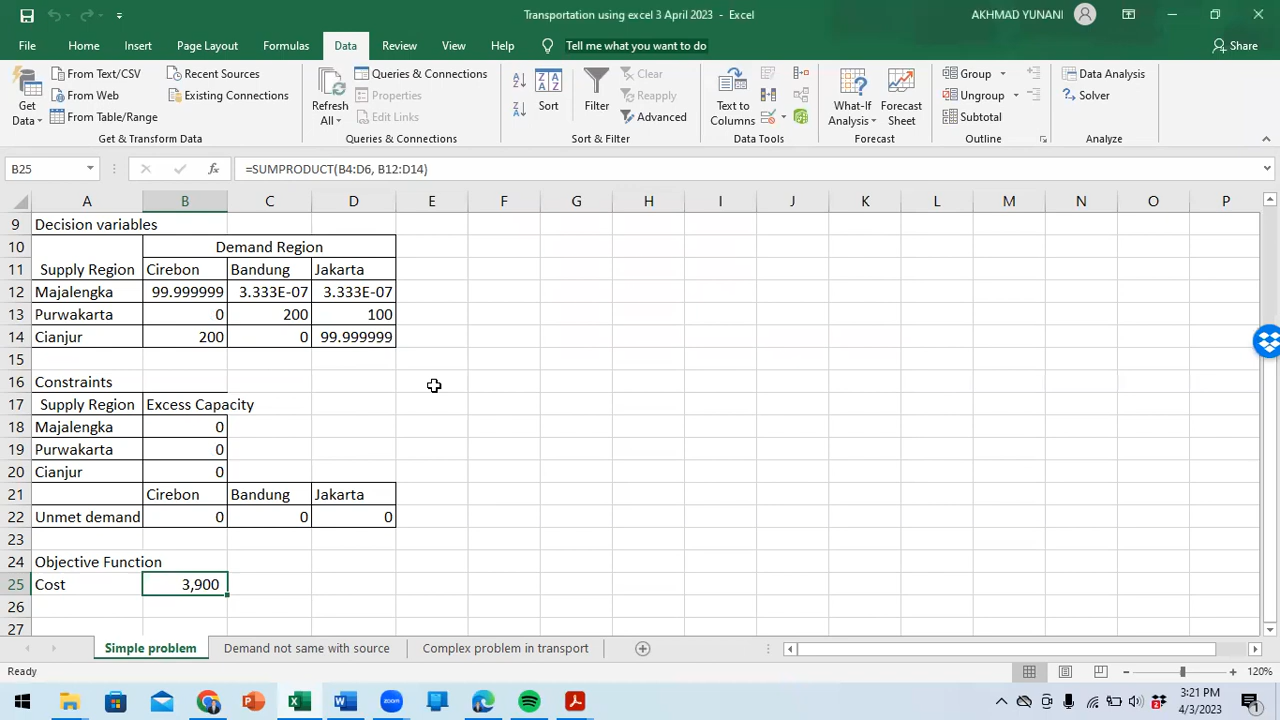 Transportation using excel 3 April 2023 - Excel
AKHMAD YUNANI
File Home Insert Page Layout Formulas Data Review View Help Tell me what you want to do Share
Get Data
From Text/CSV
From Web
From Table/Range
Recent Sources
Existing Connections
Get & Transform Data
Refresh All
Queries & Connections
Properties
Edit Links
Queries & Connections
Sort
Filter
Clear
Reapply
Advanced
Sort & Filter
Text to Columns
Data Tools
What-If Analysis
Forecast Sheet
Forecast
Group
Ungroup
Subtotal
Outline
Data Analysis
Solver
Analyze
B25 fx =SUMPRODUCT(B4:D6, B12:D14)
A B C D E F G H I J K L M N O P
9 Decision variables
10 Demand Region
11 Supply Region Cirebon Bandung Jakarta
12 Majalengka 99.999999 3.333E-07 3.333E-07
13 Purwakarta 0 200 100
14 Cianjur 200 0 99.999999
15
16 Constraints
17 Supply Region Excess Capacity
18 Majalengka 0
19 Purwakarta 0
20 Cianjur 0
21 Cirebon Bandung Jakarta
22 Unmet demand 0 0 0
23
24 Objective Function
25 Cost 3,900
26
27
Simple problem Demand not same with source Complex problem in transport
Ready 120%
3:21 PM
4/3/2023